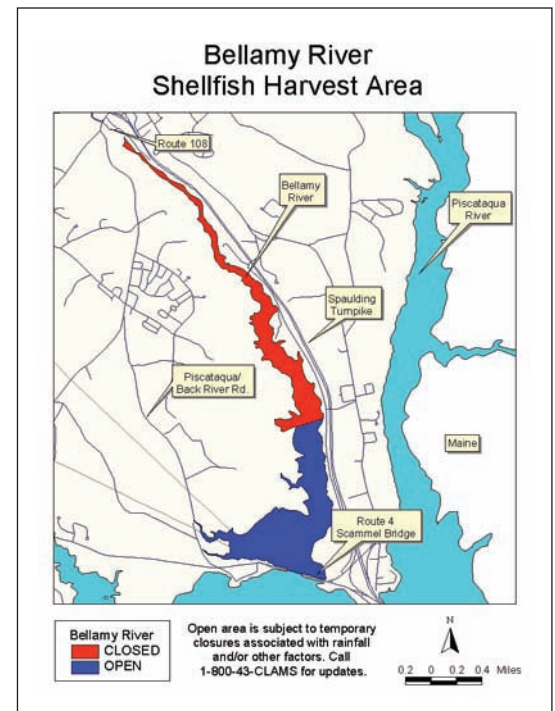 Bellamy River
Shellfish Harvest Area
Route 108
Bellamy
River
Piscataqua
River
Spaulding
Turnpike
Piscataqua/
Back River Rd.
Maine
Route 4
Scammel Bridge
Bellamy River
CLOSED
OPEN
Open area is subject to temporary
closures associated with rainfall
and/or other factors. Call
1-800-43-CLAMS for updates.
N
0.2 0 0.2 0.4 Miles